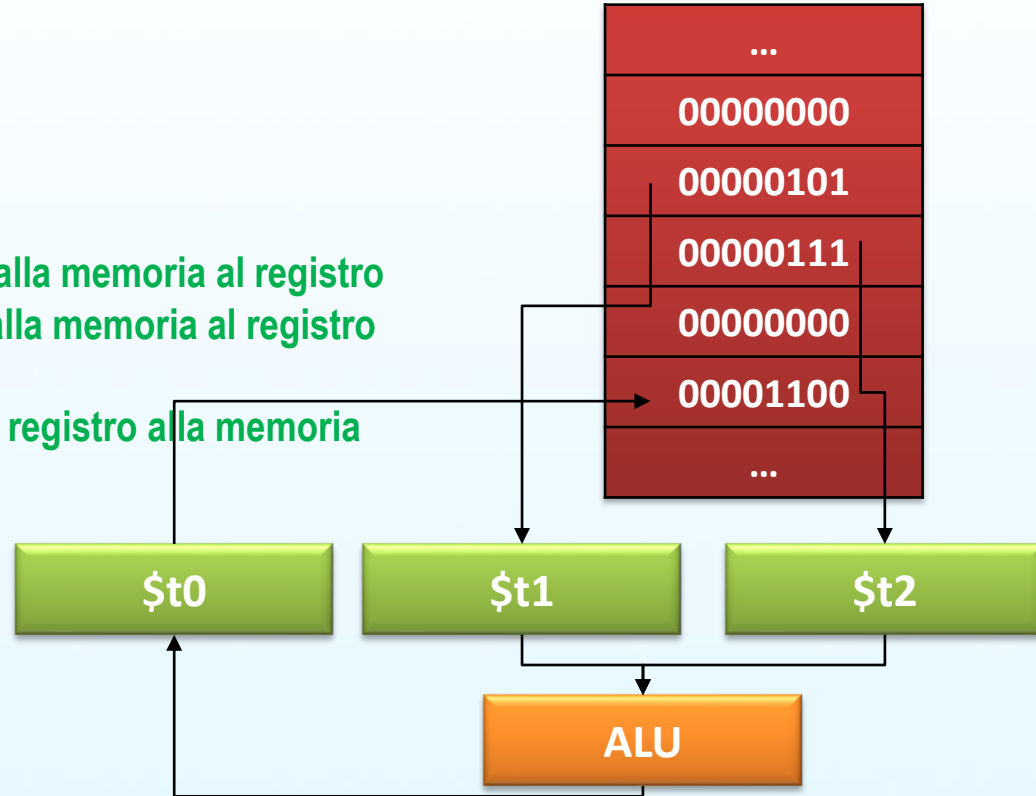 ...
00000000
00000101
00000111
00000000
00001100
...
alla memoria al registro
alla memoria al registro
registro alla memoria
$t0
$t1
$t2
ALU